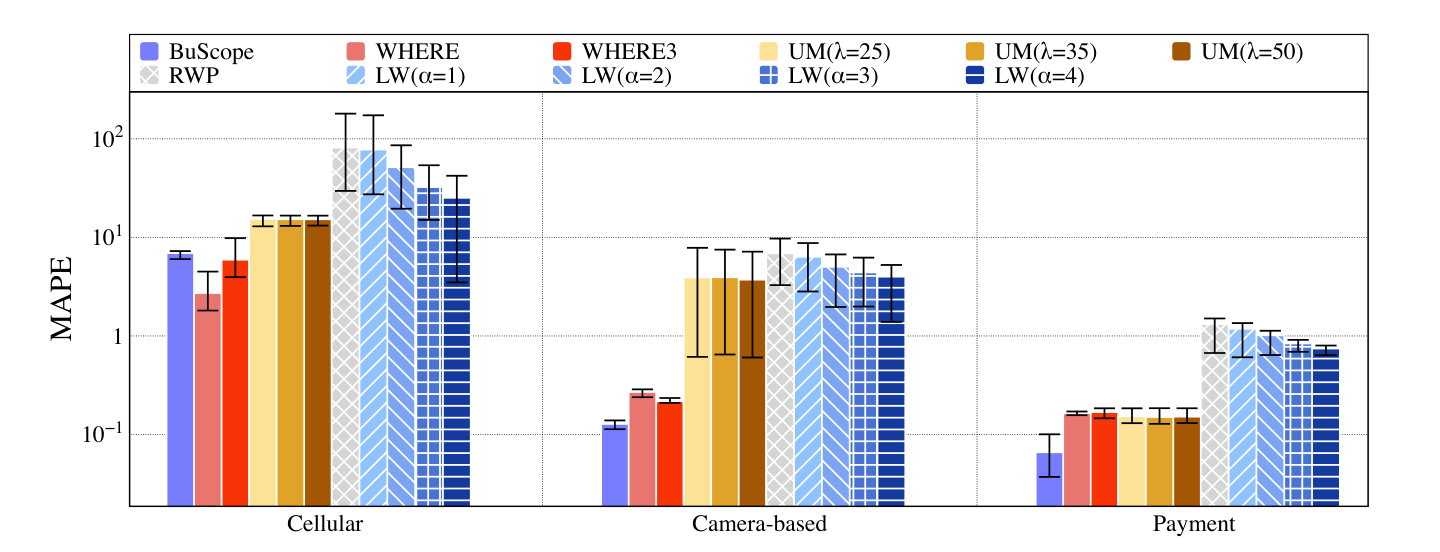 BuScope WHERE WHERE3 UM(λ=25) UM(λ=35) UM(λ=50)
RWP LW(α=1) LW(α=2) LW(α=3) LW(α=4)
MAPE
10²
10¹
1
10⁻¹
Cellular Camera-based Payment